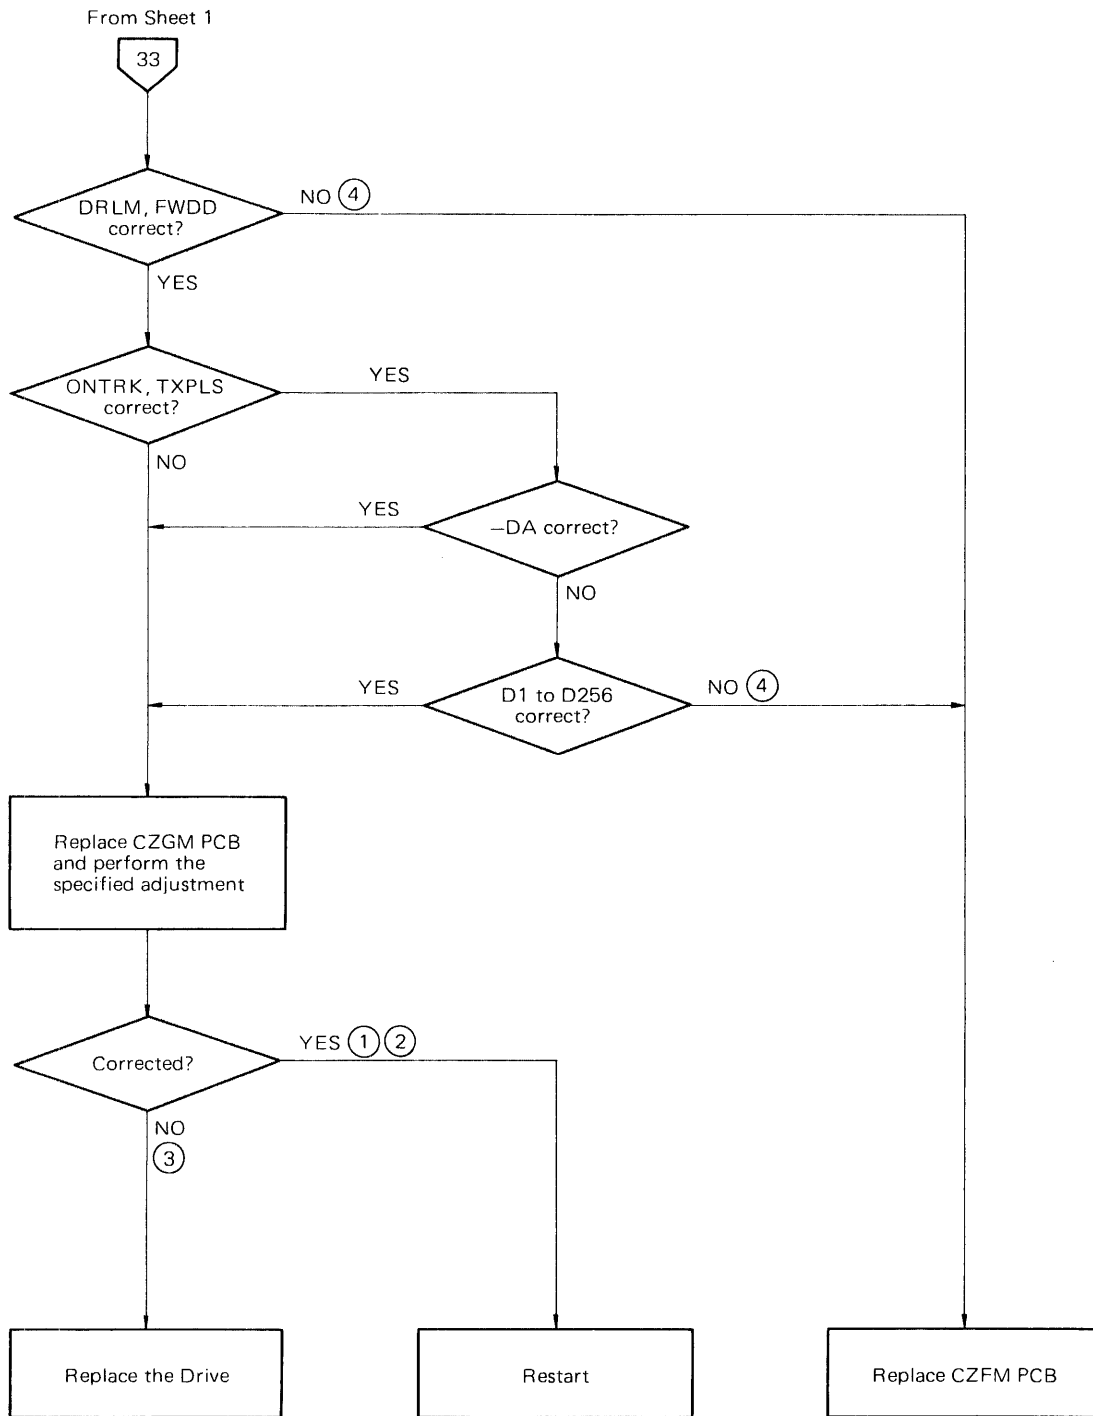 From Sheet 1
33
DRLM, FWDD
correct?
NO ④
YES
ONTRK, TXPLS
correct?
YES
NO
YES
–DA correct?
NO
YES
D1 to D256
correct?
NO ④
Replace CZGM PCB
and perform the
specified adjustment
Corrected?
YES ① ②
NO
③
Replace the Drive
Restart
Replace CZFM PCB